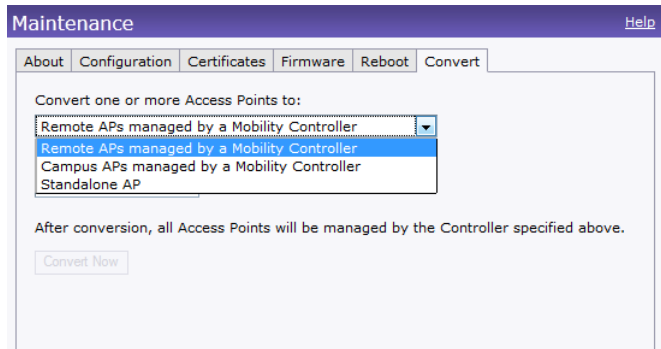 Maintenance
Help
About Configuration Certificates Firmware Reboot Convert
Convert one or more Access Points to:
Remote APs managed by a Mobility Controller
Remote APs managed by a Mobility Controller
Campus APs managed by a Mobility Controller
Standalone AP
After conversion, all Access Points will be managed by the Controller specified above.
Convert Now